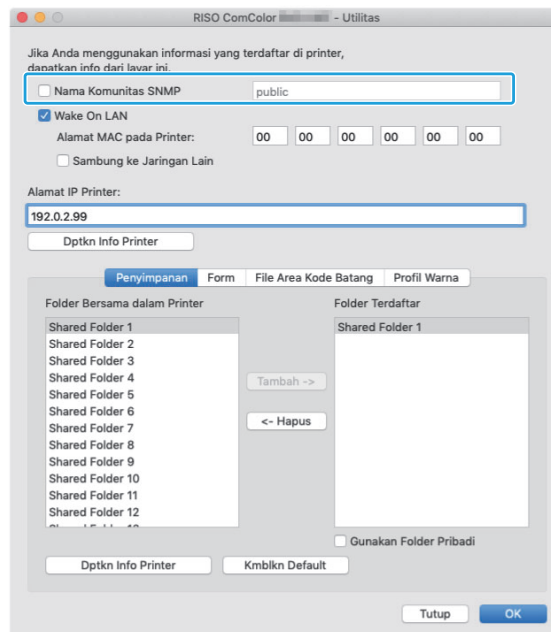 RISO ComColor - Utilitas
Jika Anda menggunakan informasi yang terdaftar di printer,
dapatkan info dari layar ini.
Nama Komunitas SNMP public
Wake On LAN
Alamat MAC pada Printer: 00 00 00 00 00 00
Sambung ke Jaringan Lain
Alamat IP Printer:
192.0.2.99
Dptkn Info Printer
Penyimpanan Form File Area Kode Batang Profil Warna
Folder Bersama dalam Printer Folder Terdaftar
Shared Folder 1 Shared Folder 1
Shared Folder 2
Shared Folder 3
Shared Folder 4
Shared Folder 5
Shared Folder 6
Shared Folder 7
Shared Folder 8
Shared Folder 9
Shared Folder 10
Shared Folder 11
Shared Folder 12
Tambah ->
<- Hapus
Gunakan Folder Pribadi
Dptkn Info Printer Kmblkn Default
Tutup OK